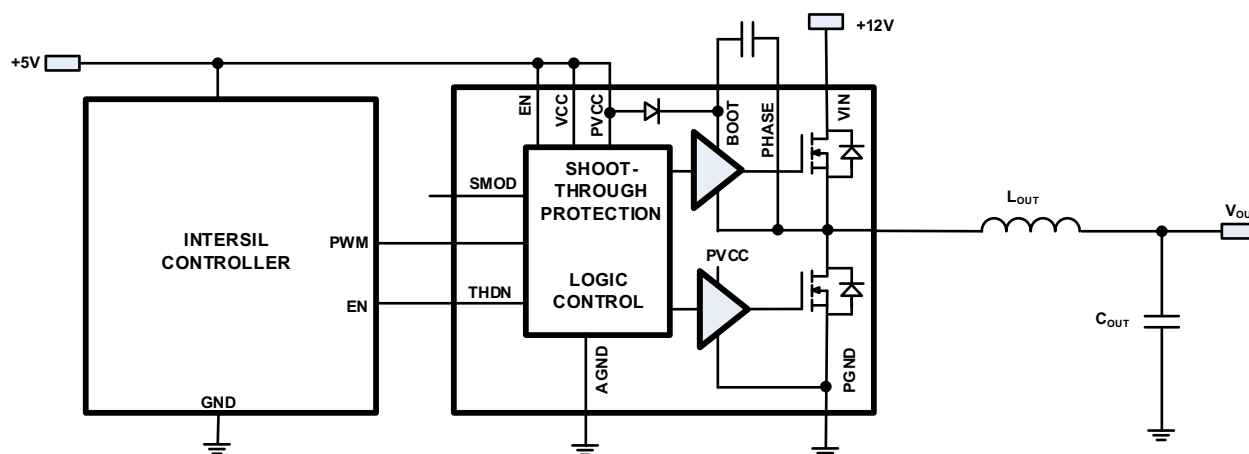 +12V
+5V
EN
VCC
PVCC
BOOT
PHASE
VIN
SHOOT-
THROUGH
PROTECTION
SMOD
LOUT
VOU
INTERSIL
CONTROLLER
PWM
PVCC
LOGIC
CONTROL
THDN
EN
COUT
AGND
PGND
GND